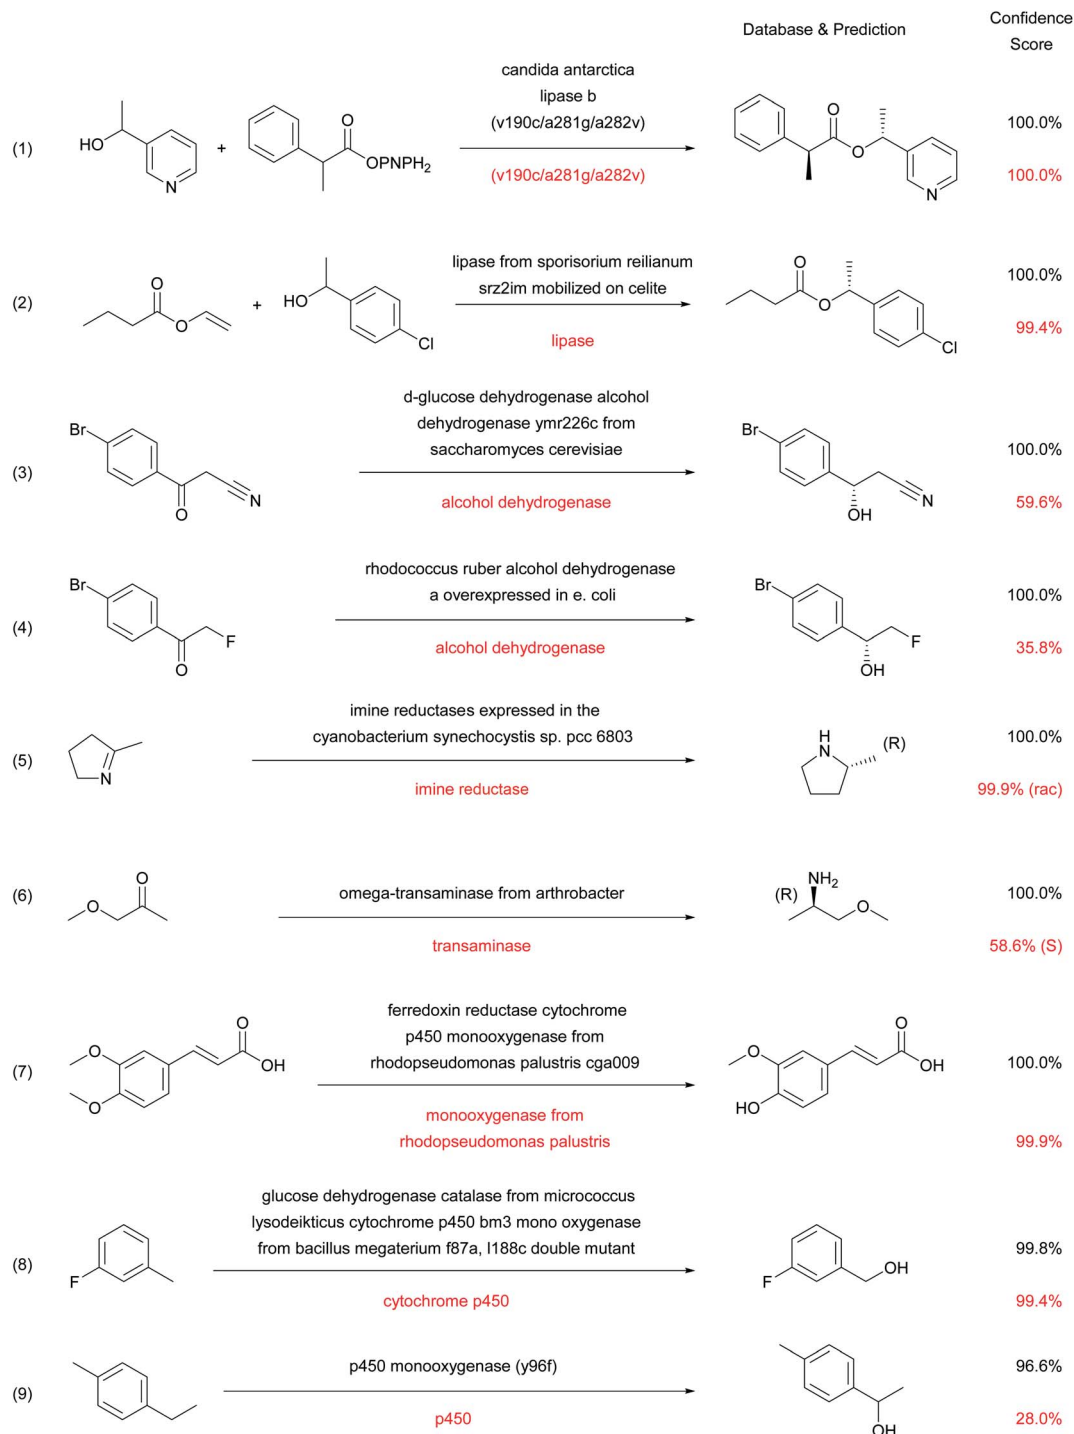 Database & Prediction
Confidence
Score
(1)
HO
N
+
O
OPNPH2
candida antarctica
lipase b
(v190c/a281g/a282v)
(v190c/a281g/a282v)
O
O
N
100.0%
100.0%
(2)
O
O
+
HO
Cl
lipase from sporisorium reilianum
srz2im mobilized on celite
lipase
O
O
Cl
100.0%
99.4%
(3)
Br
O
N
d-glucose dehydrogenase alcohol
dehydrogenase ymr226c from
saccharomyces cerevisiae
alcohol dehydrogenase
Br
OH
N
100.0%
59.6%
(4)
Br
O
F
rhodococcus ruber alcohol dehydrogenase
a overexpressed in e. coli
alcohol dehydrogenase
Br
OH
F
100.0%
35.8%
(5)
N
imine reductases expressed in the
cyanobacterium synechocystis sp. pcc 6803
imine reductase
H
N
(R)
100.0%
99.9% (rac)
(6)
O
O
omega-transaminase from arthrobacter
transaminase
(R)
NH2
O
100.0%
58.6% (S)
(7)
O
O
O
OH
ferredoxin reductase cytochrome
p450 monooxygenase from
rhodopseudomonas palustris cga009
monooxygenase from
rhodopseudomonas palustris
O
HO
O
OH
100.0%
99.9%
(8)
F
glucose dehydrogenase catalase from micrococcus
lysodeikticus cytochrome p450 bm3 mono oxygenase
from bacillus megaterium f87a, l188c double mutant
cytochrome p450
F
OH
99.8%
99.4%
(9)
p450 monooxygenase (y96f)
p450
OH
96.6%
28.0%